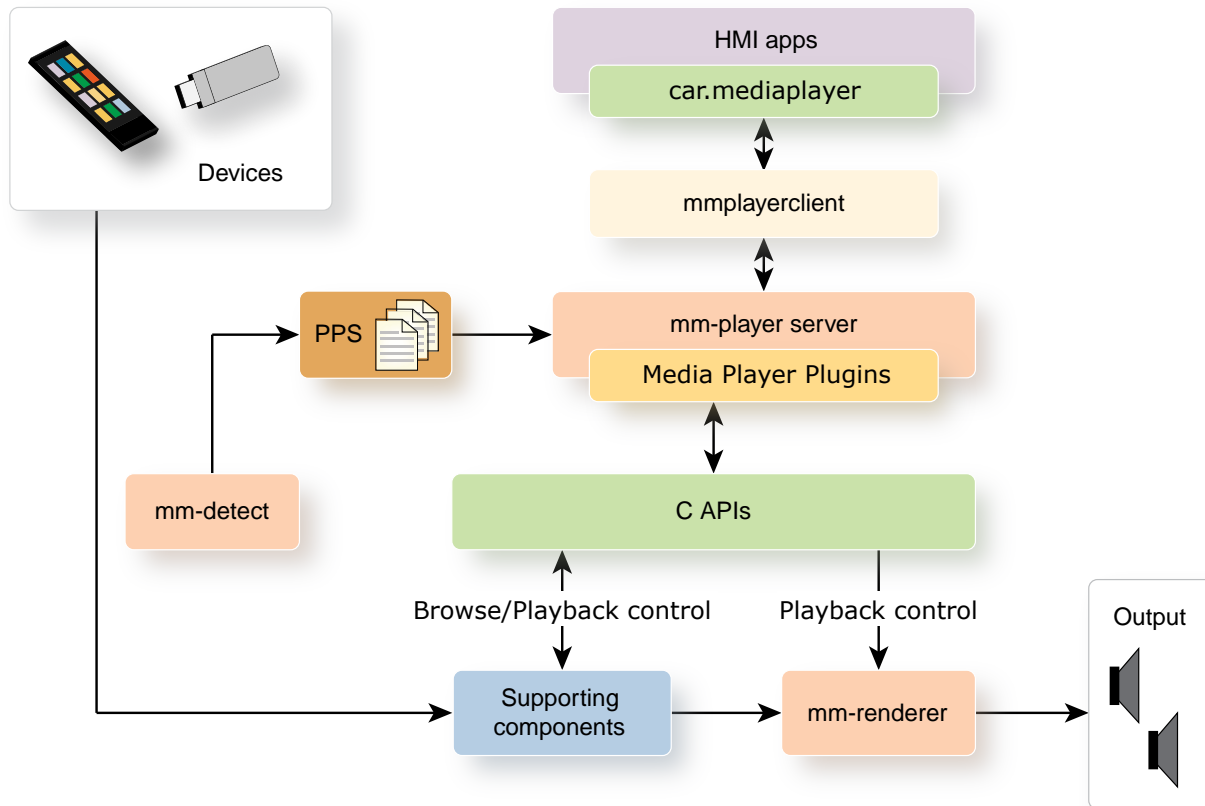 HMI apps
car.mediaplayer
Devices
mmplayerclient
PPS
mm-player server
Media Player Plugins
mm-detect
C APIs
Browse/Playback control
Playback control
Output
Supporting
components
mm-renderer